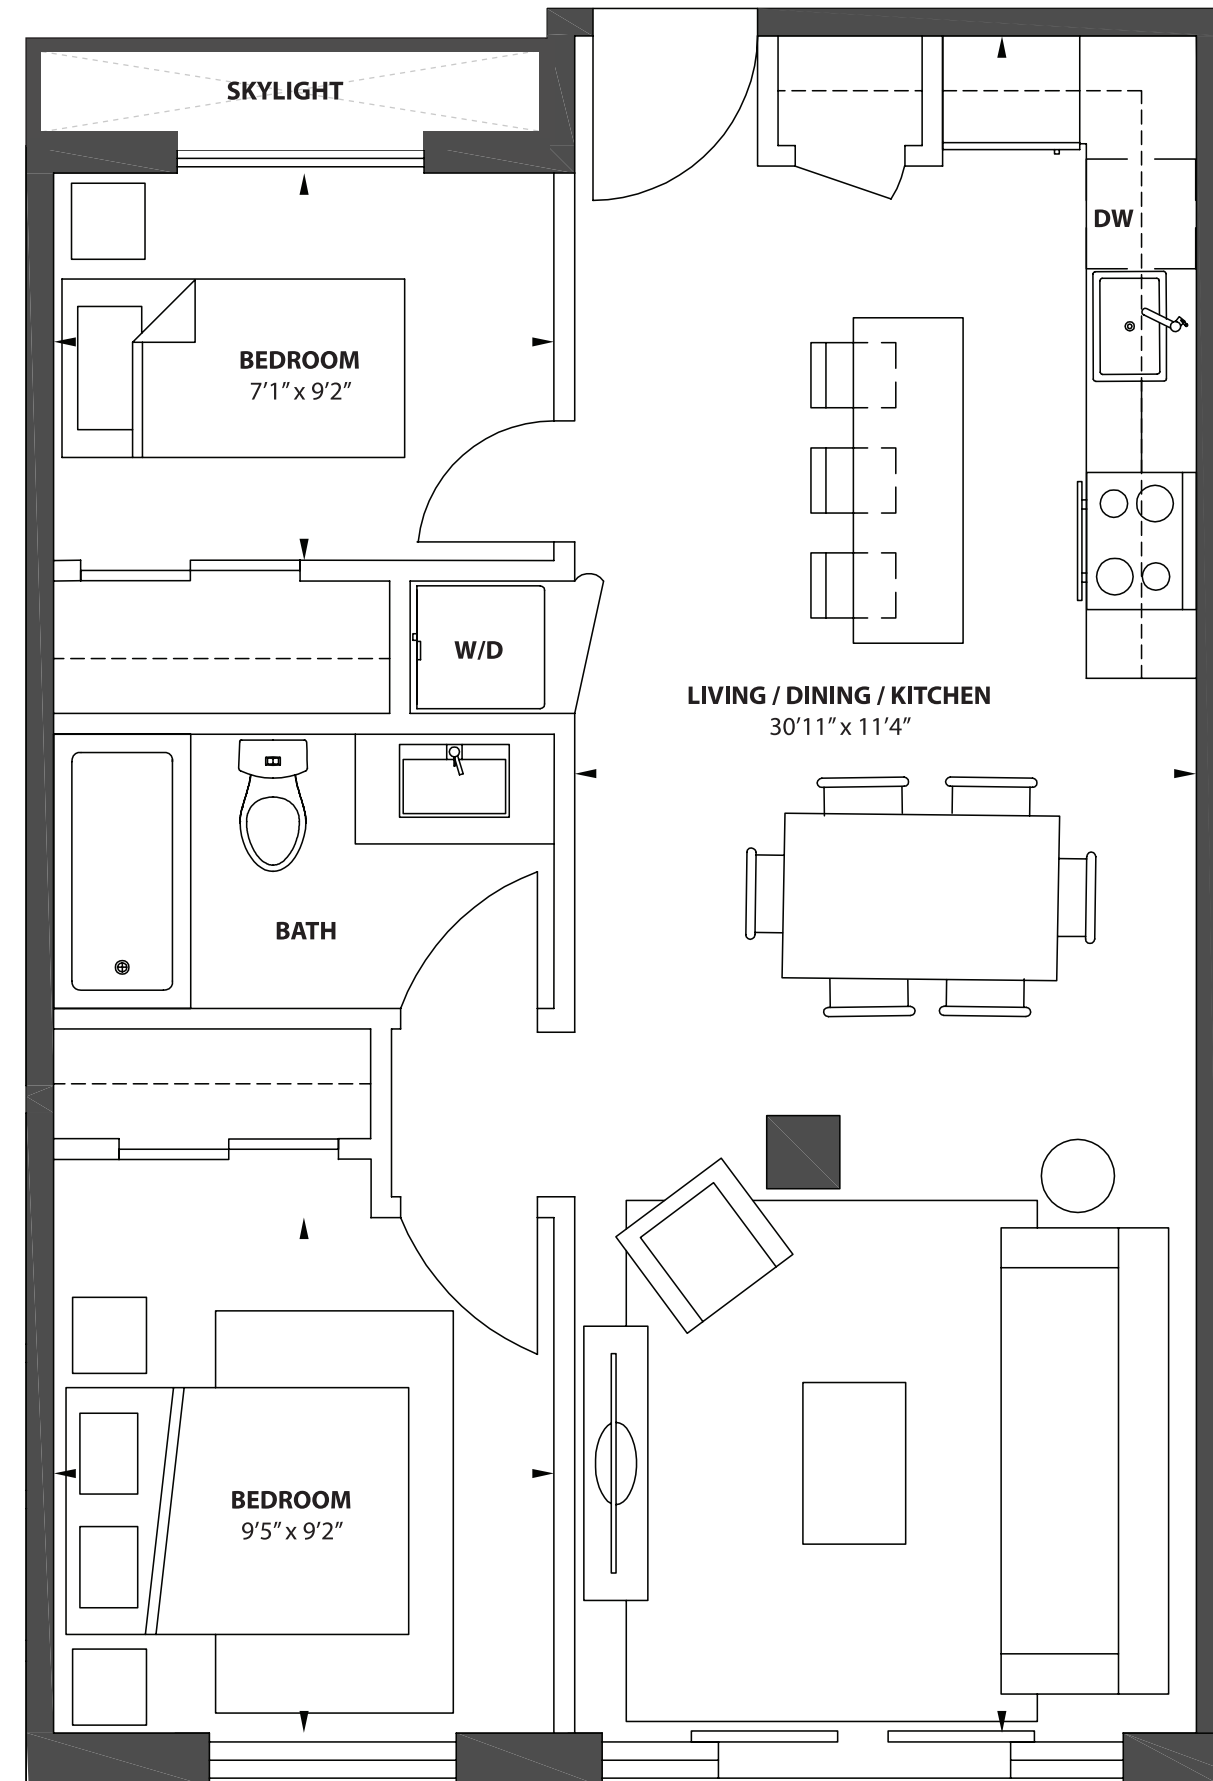 SKYLIGHT
DW
BEDROOM
7’1” x 9’2”
W/D
LIVING / DINING / KITCHEN
30’11” x 11’4”
BATH
BEDROOM
9’5” x 9’2”